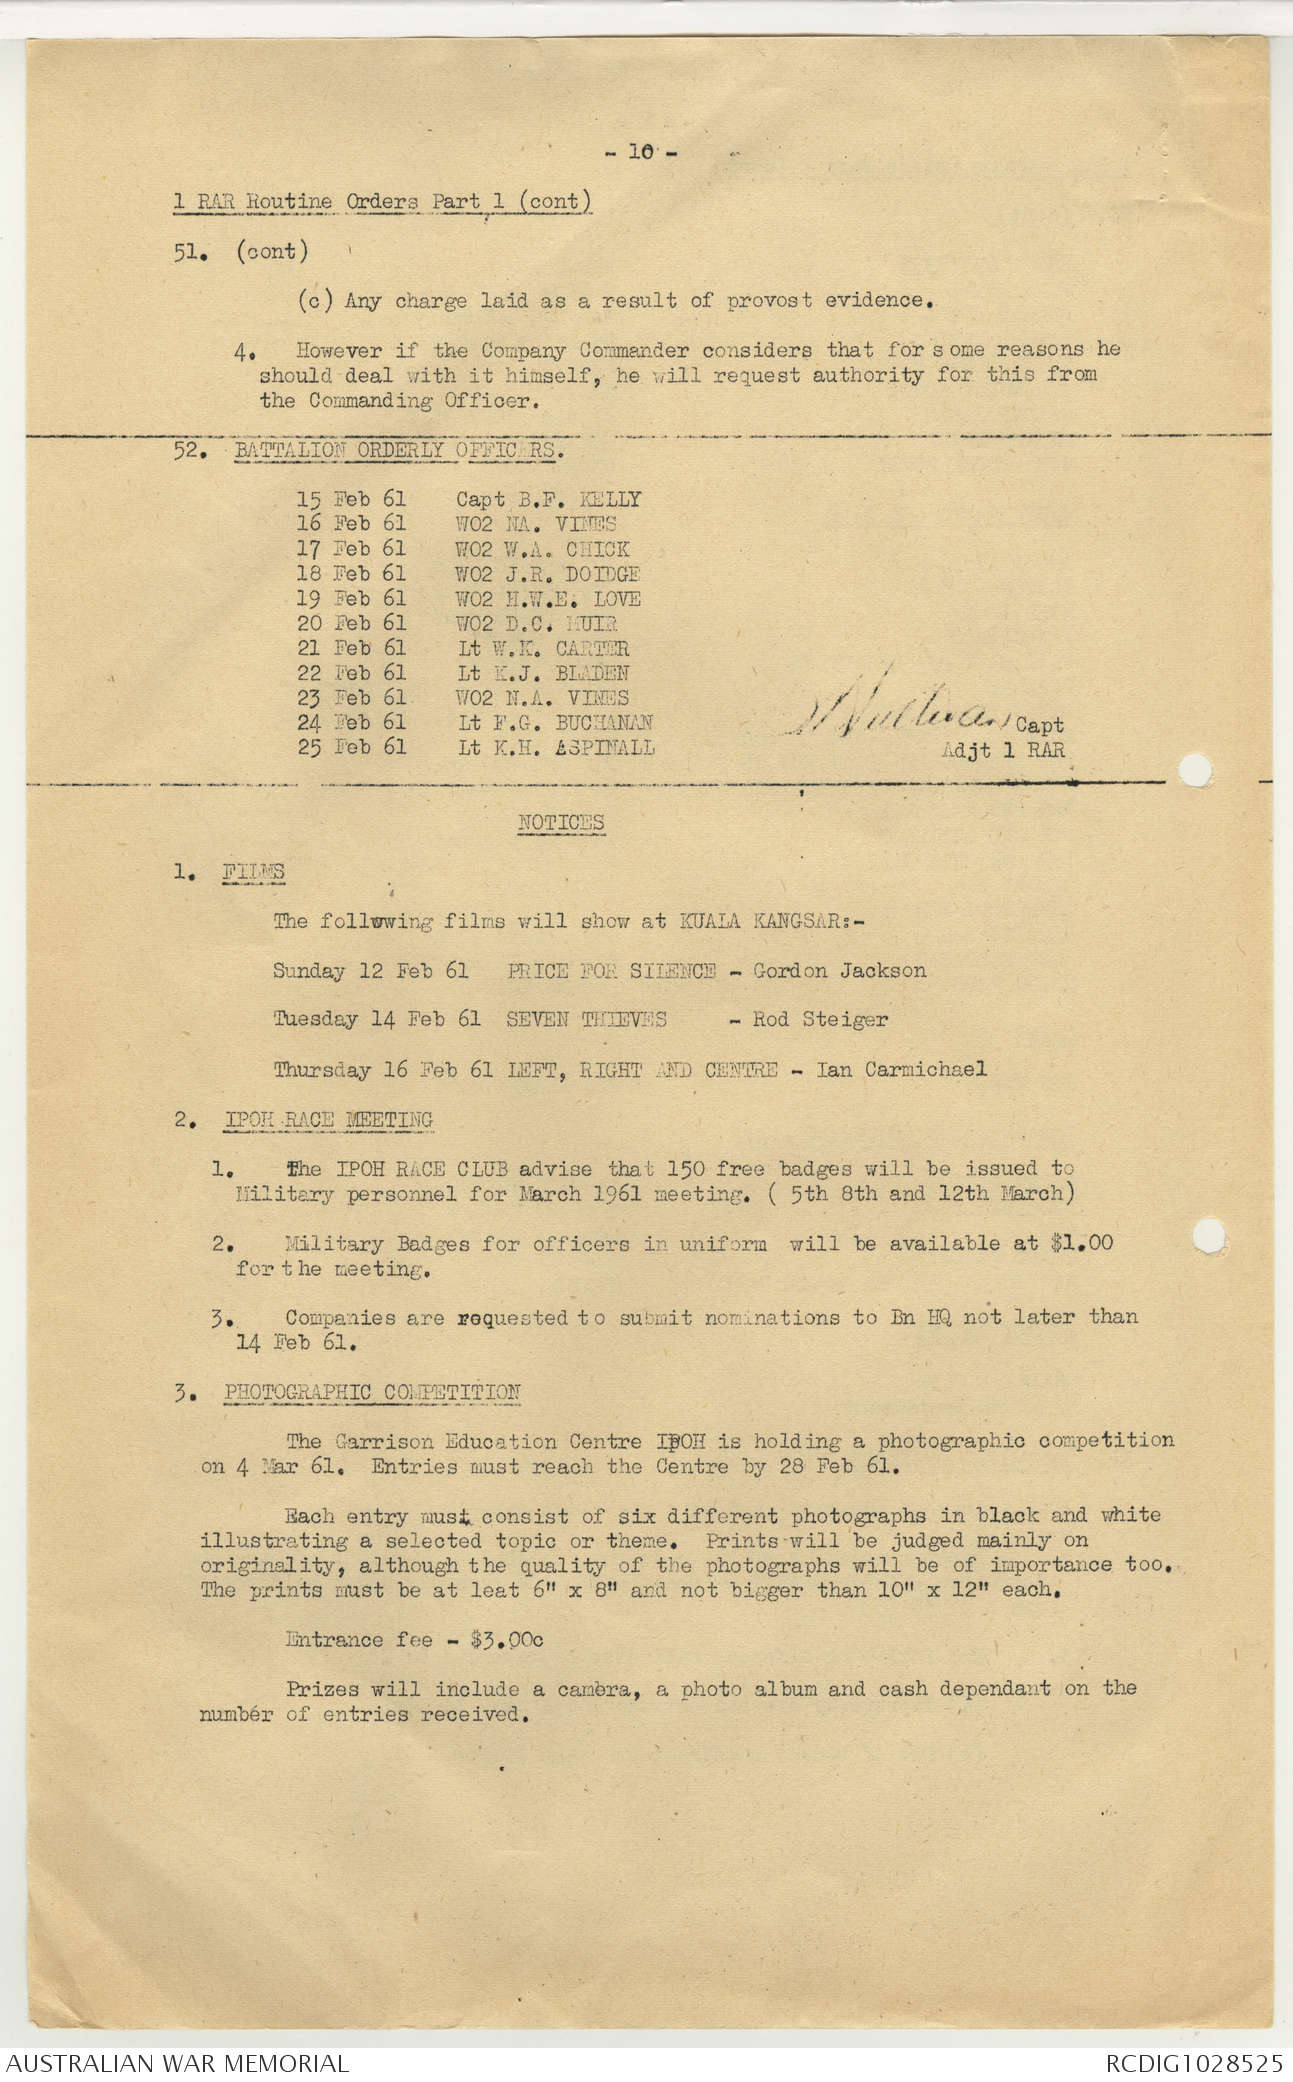 - 10 -
1 RAR Routine Orders Part 1 (cont)
51. (cont)
(c) Any charge laid as a result of provost evidence.
4. However if the Company Commander considers that for some reasons he
should deal with it himself, he will request authority for this from
the Commanding Officer.
52. BATTALION ORDERLY OFFICERS.
15 Feb 61 Capt B.F. KELLY
16 Feb 61 WO2 NA. VINES
17 Feb 61 WO2 W.A. CHICK
18 Feb 61 WO2 J.R. DOIDGE
19 Feb 61 WO2 H.W.E. LOVE
20 Feb 61 WO2 D.C. MUIR
21 Feb 61 Lt W.K. CARTER
22 Feb 61 Lt K.J. BLADEN
23 Feb 61 WO2 N.A. VINES
24 Feb 61 Lt F.G. BUCHANAN
25 Feb 61 Lt K.H. ASPINALL
Capt
Adjt 1 RAR
NOTICES
1. FILMS
The following films will show at KUALA KANGSAR:-
Sunday 12 Feb 61 PRICE FOR SIIENCE - Gordon Jackson
Tuesday 14 Feb 61 SEVEN THIEVES - Rod Steiger
Thursday 16 Feb 61 LEFT, RIGHT AND CENTRE - Ian Carmichael
2. IPOH RACE MEETING
1. The IPOH RACE CLUB advise that 150 free badges will be issued to
Military personnel for March 1961 meeting. ( 5th 8th and 12th March)
2. Military Badges for officers in uniform will be available at $1.00
for the meeting.
3. Companies are requested to submit nominations to Bn HQ not later than
14 Feb 61.
3. PHOTOGRAPHIC COMPETITION
The Garrison Education Centre IPOH is holding a photographic competition
on 4 Mar 61. Entries must reach the Centre by 28 Feb 61.
Each entry must consist of six different photographs in black and white
illustrating a selected topic or theme. Prints will be judged mainly on
originality, although the quality of the photographs will be of importance too.
The prints must be at leat 6" x 8" and not bigger than 10" x 12" each.
Entrance fee - $3.00c
Prizes will include a camera, a photo album and cash dependant on the
number of entries received.
AUSTRALIAN WAR MEMORIAL
RCDIG1028525